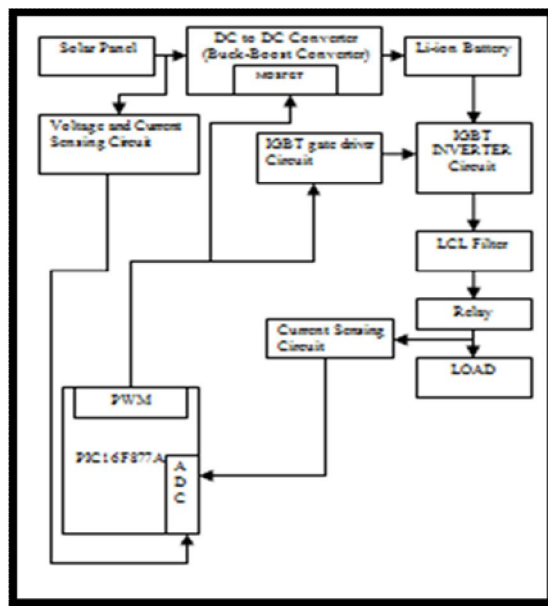 Solar Panel
DC to DC Converter
(Buck-Boost Converter)
MOSFET
Li-ion Battery
Voltage and Current
Sensing Circuit
IGBT gate driver
Circuit
IGBT
INVERTER
Circuit
LCL Filter
Relay
Current Sensing
Circuit
LOAD
PWM
PIC16F877A
A
D
C